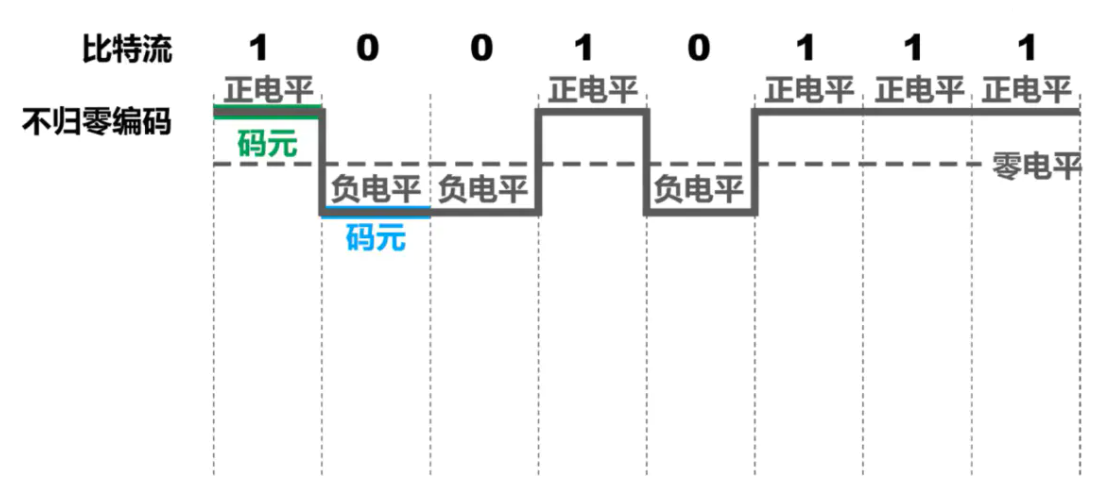 比特流 1 0 0 1 0 1 1 1
正电平 正电平 正电平 正电平 正电平
不归零编码
码元
零电平
负电平 负电平 负电平
码元